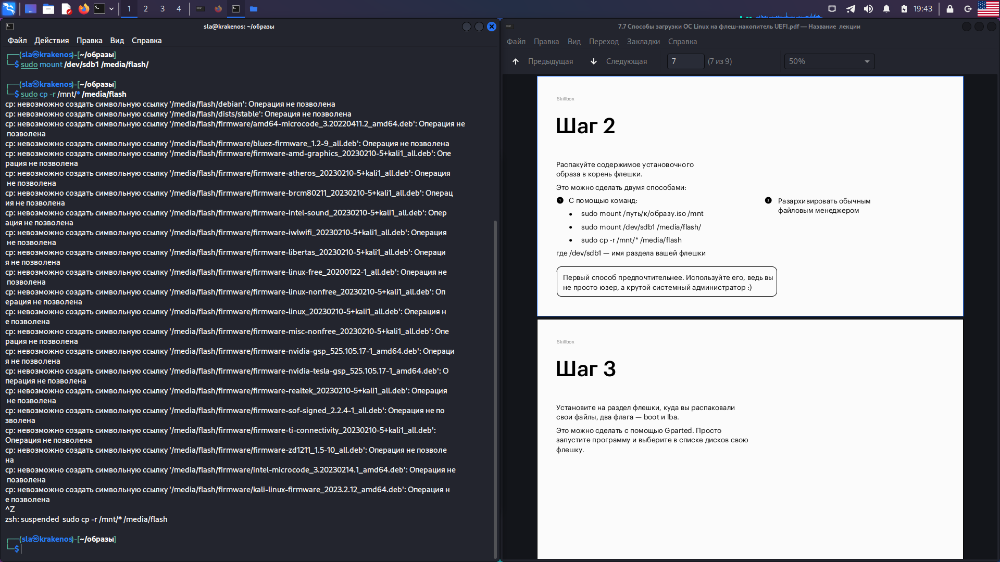 1
2
3
4
19:43
sla@krakenos: ~/образы
Файл Действия Правка Вид Справка
(sla㉿krakenos)-[~/образы]
$ sudo mount /dev/sdb1 /media/flash/
(sla㉿krakenos)-[~/образы]
$ sudo cp -r /mnt/* /media/flash
cp: невозможно создать символьную ссылку '/media/flash/debian': Операция не позволена
cp: невозможно создать символьную ссылку '/media/flash/dists/stable': Операция не позволена
cp: невозможно создать символьную ссылку '/media/flash/firmware/amd64-microcode_3.20220411.2_amd64.deb': Операция не
позволена
cp: невозможно создать символьную ссылку '/media/flash/firmware/bluez-firmware_1.2-9_all.deb': Операция не позволена
cp: невозможно создать символьную ссылку '/media/flash/firmware/firmware-amd-graphics_20230210-5+kali1_all.deb': Опе
рация не позволена
cp: невозможно создать символьную ссылку '/media/flash/firmware/firmware-atheros_20230210-5+kali1_all.deb': Операция
не позволена
cp: невозможно создать символьную ссылку '/media/flash/firmware/firmware-brcm80211_20230210-5+kali1_all.deb': Операц
ия не позволена
cp: невозможно создать символьную ссылку '/media/flash/firmware/firmware-intel-sound_20230210-5+kali1_all.deb': Опер
ация не позволена
cp: невозможно создать символьную ссылку '/media/flash/firmware/firmware-iwlwifi_20230210-5+kali1_all.deb': Операция
не позволена
cp: невозможно создать символьную ссылку '/media/flash/firmware/firmware-libertas_20230210-5+kali1_all.deb': Операци
я не позволена
cp: невозможно создать символьную ссылку '/media/flash/firmware/firmware-linux-free_20200122-1_all.deb': Операция не
позволена
cp: невозможно создать символьную ссылку '/media/flash/firmware/firmware-linux-nonfree_20230210-5+kali1_all.deb': Оп
ерация не позволена
cp: невозможно создать символьную ссылку '/media/flash/firmware/firmware-linux_20230210-5+kali1_all.deb': Операция н
е позволена
cp: невозможно создать символьную ссылку '/media/flash/firmware/firmware-misc-nonfree_20230210-5+kali1_all.deb': Опе
рация не позволена
cp: невозможно создать символьную ссылку '/media/flash/firmware/firmware-nvidia-gsp_525.105.17-1_amd64.deb': Операци
я не позволена
cp: невозможно создать символьную ссылку '/media/flash/firmware/firmware-nvidia-tesla-gsp_525.105.17-1_amd64.deb': О
перация не позволена
cp: невозможно создать символьную ссылку '/media/flash/firmware/firmware-realtek_20230210-5+kali1_all.deb': Операция
не позволена
cp: невозможно создать символьную ссылку '/media/flash/firmware/firmware-sof-signed_2.2.4-1_all.deb': Операция не по
зволена
cp: невозможно создать символьную ссылку '/media/flash/firmware/firmware-ti-connectivity_20230210-5+kali1_all.deb':
Операция не позволена
cp: невозможно создать символьную ссылку '/media/flash/firmware/firmware-zd1211_1.5-10_all.deb': Операция не позволе
на
cp: невозможно создать символьную ссылку '/media/flash/firmware/intel-microcode_3.20230214.1_amd64.deb': Операция не
позволена
cp: невозможно создать символьную ссылку '/media/flash/firmware/kali-linux-firmware_2023.2.12_amd64.deb': Операция н
е позволена
^Z
zsh: suspended sudo cp -r /mnt/* /media/flash
(sla㉿krakenos)-[~/образы]
$
7.7 Способы загрузки ОС Linux на флеш-накопитель UEFI.pdf — Название лекции
Файл Правка Вид Переход Закладки Справка
Предыдущая Следующая 7 (7 из 9) 50%
Skillbox
Шаг 2
Распакуйте содержимое установочного
образа в корень флешки.
Это можно сделать двумя способами:
1 С помощью команд:
• sudo mount /путь/к/образу.iso /mnt
• sudo mount /dev/sdb1 /media/flash/
• sudo cp -r /mnt/* /media/flash
где /dev/sdb1 — имя раздела вашей флешки
2 Разархивировать обычным
файловым менеджером
Первый способ предпочтительнее. Используйте его, ведь вы
не просто юзер, а крутой системный администратор :)
Skillbox
Шаг 3
Установите на раздел флешки, куда вы распаковали
свои файлы, два флага — boot и lba.
Это можно сделать с помощью Gparted. Просто
запустите программу и выберите в списке дисков свою
флешку.